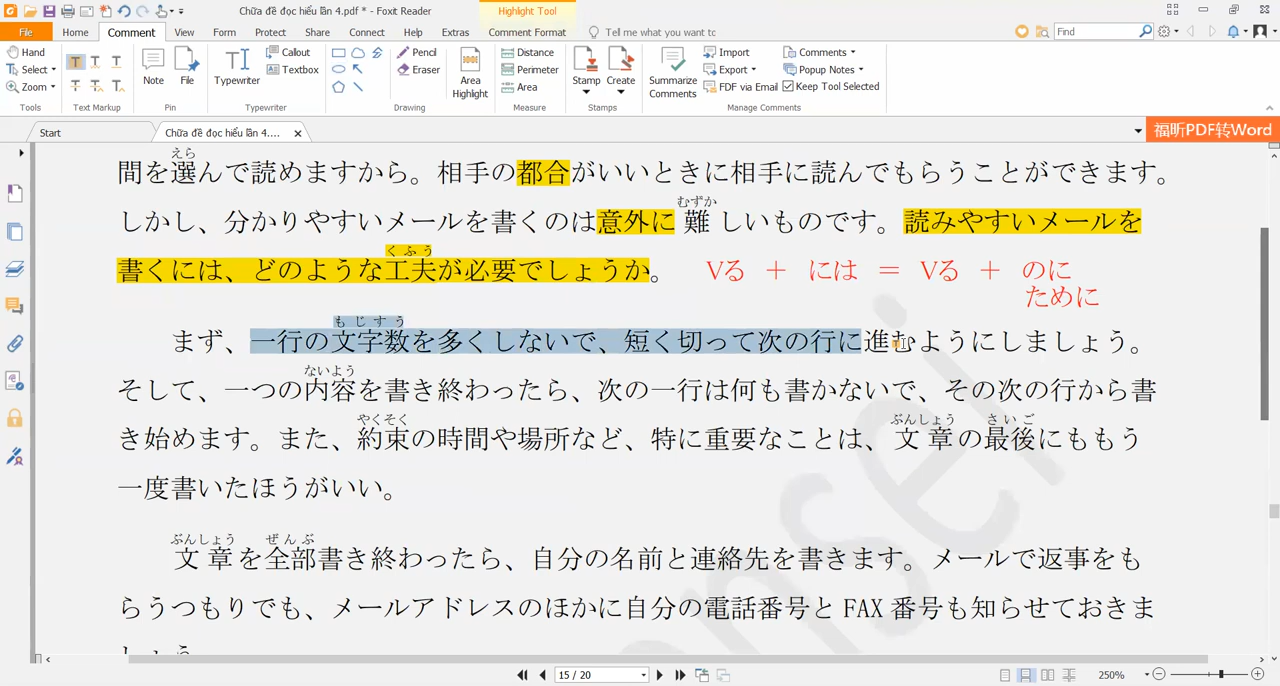 Chữa đề đọc hiểu lần 4.pdf * - Foxit Reader
Highlight Tool
File Home Comment View Form Protect Share Connect Help Extras Comment Format Tell me what you want tc Find
Hand
Select
Zoom
Tools
Text Markup
Note
File
Pin
Typewriter
Callout
Textbox
Typewriter
Pencil
Eraser
Drawing
Area Highlight
Distance
Perimeter
Area
Measure
Stamp
Create
Stamps
Summarize Comments
Import
Export
FDF via Email
Comments
Popup Notes
Keep Tool Selected
Manage Comments
Start
Chữa đề đọc hiểu lần 4....
福昕PDF转Word
えら
間を選んで読めますから。相手の都合がいいときに相手に読んでもらうことができます。
むずか
しかし、分かりやすいメールを書くのは意外に難しいものです。読みやすいメールを
くふう
書くには、どのような工夫が必要でしょうか。 Vる + には = Vる + のに
ために
もじすう
まず、一行の文字数を多くしないで、短く切って次の行に進むようにしましょう。
ないよう
そして、一つの内容を書き終わったら、次の一行は何も書かないで、その次の行から書
やくそく ぶんしょう さいご
き始めます。また、約束の時間や場所など、特に重要なことは、文章の最後にももう
一度書いたほうがいい。
ぶんしょう ぜんぶ
文章を全部書き終わったら、自分の名前と連絡先を書きます。メールで返事をも
らうつもりでも、メールアドレスのほかに自分の電話番号と FAX 番号も知らせておきま
しょう
onsei
15 / 20
250%